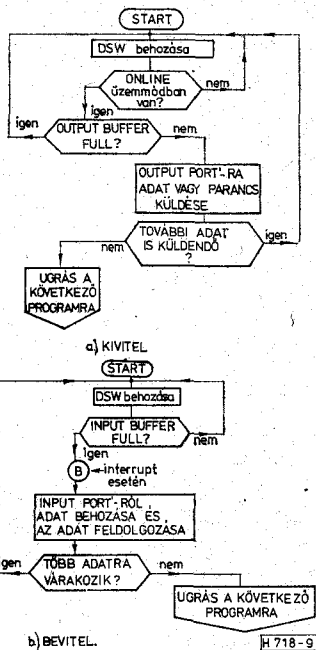 START
DSW behozása
ONLINE
üzemmódban
van?
nem
igen
igen
OUTPUT BUFFER
FULL?
nem
OUTPUT PORT'-RA
ADAT VAGY PARANCS
KÜLDÉSE
TOVÁBBI ADAT
IS KÜLDENDŐ
?
nem
igen
UGRÁS A
KÖVETKEZŐ
PROGRAMRA
a) KIVITEL
START
DSW behozása
INPUT BUFFER
FULL?
nem
igen
B
interrupt
esetén
INPUT PORT'-RÓL
ADAT BEHOZÁSA ÉS
AZ ADAT FELDOLGOZÁSA
gen
TÖBB ADATRA
VÁRAKOZIK?
nem
UGRÁS A KÖVETKEZŐ
PROGRAMRA
b.) BEVITEL.
H 718-9